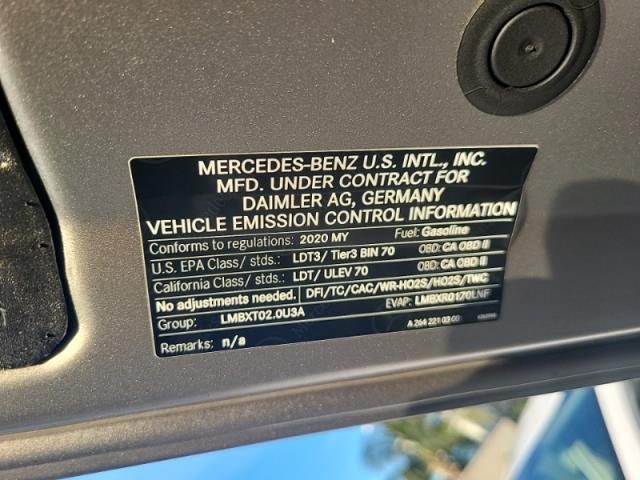 MERCEDES-BENZ U.S. INTL., INC.
MFD. UNDER CONTRACT FOR
DAIMLER AG, GERMANY
VEHICLE EMISSION CONTROL INFORMATION
Conforms to regulations: 2020 MY Fuel: Gasoline
U.S. EPA Class/ stds.: LDT3/ Tier3 BIN 70 OBD: CA OBD II
California Class/ stds.: LDT/ ULEV 70 OBD: CA OBD II
No adjustments needed. DFI/TC/CAC/WR-HO2S/HO2S/TWC
Group: LMBXT02.0U3A EVAP: LMBXR0170LNF
Remarks: n/a A 264 221 03 00